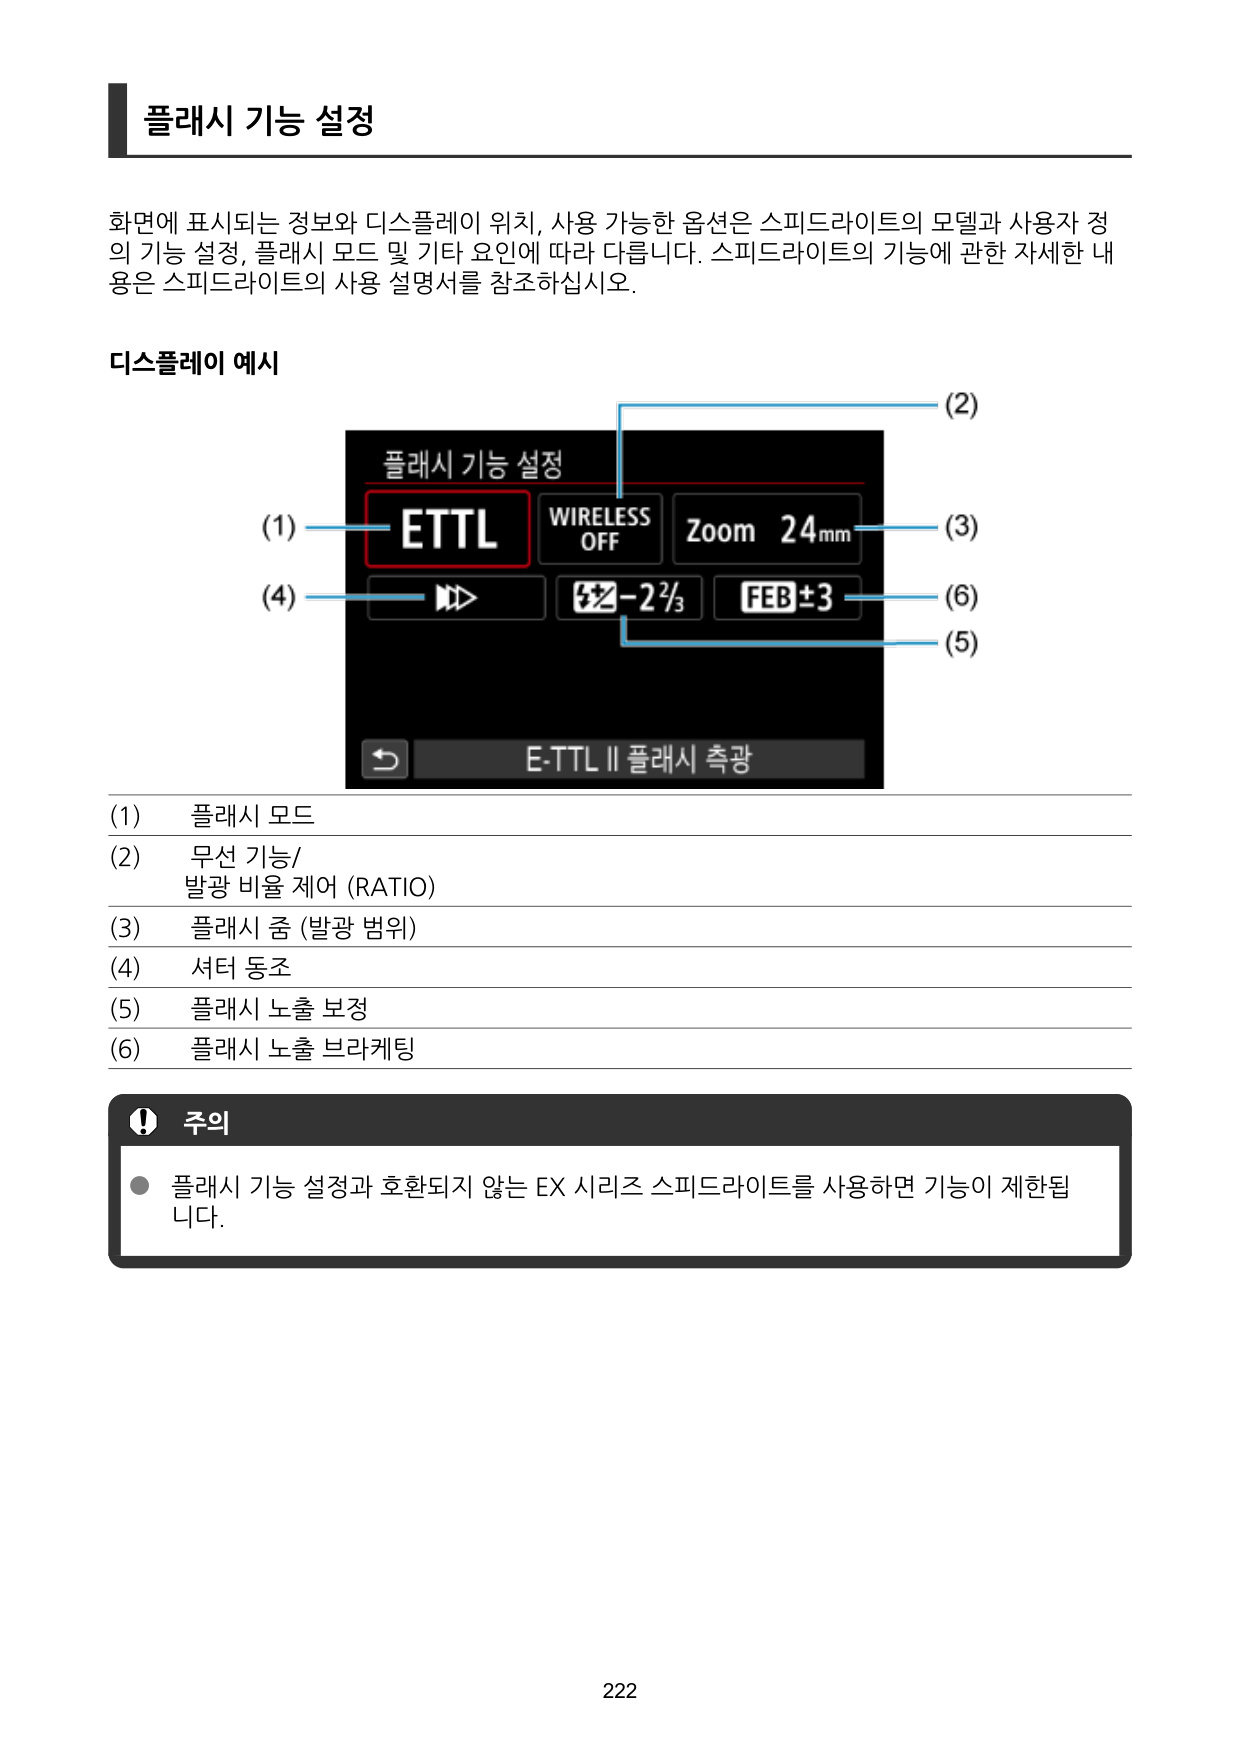 플래시 기능 설정
화면에 표시되는 정보와 디스플레이 위치, 사용 가능한 옵션은 스피드라이트의 모델과 사용자 정
의 기능 설정, 플래시 모드 및 기타 요인에 따라 다릅니다. 스피드라이트의 기능에 관한 자세한 내
용은 스피드라이트의 사용 설명서를 참조하십시오.
디스플레이 예시
(2)
플래시 기능 설정
(1) ETTL WIRELESS OFF Zoom 24mm (3)
(4) -2⅔ FEB±3 (6)
(5)
E-TTL II 플래시 측광
(1) 플래시 모드
(2) 무선 기능/
발광 비율 제어 (RATIO)
(3) 플래시 줌 (발광 범위)
(4) 셔터 동조
(5) 플래시 노출 보정
(6) 플래시 노출 브라케팅
주의
플래시 기능 설정과 호환되지 않는 EX 시리즈 스피드라이트를 사용하면 기능이 제한됩
니다.
222